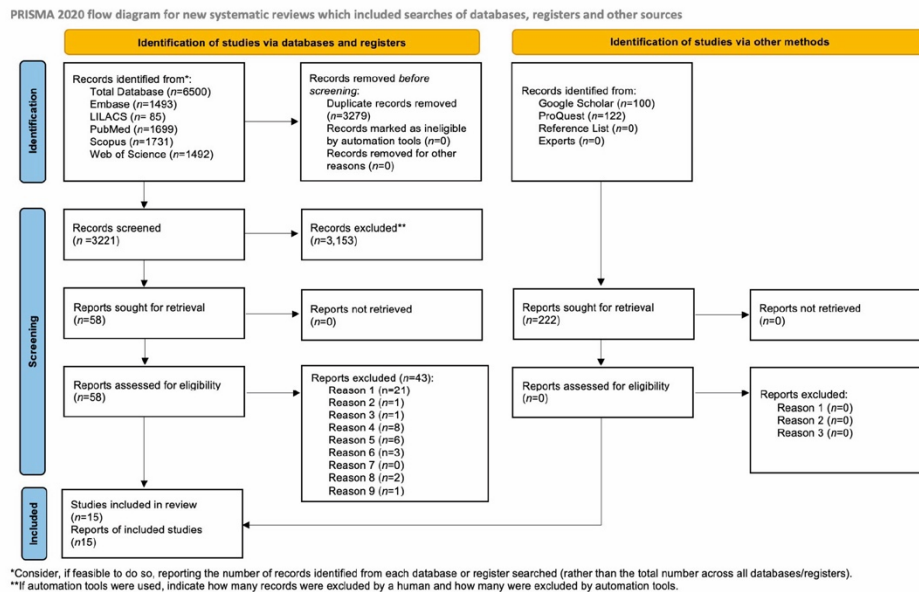 PRISMA 2020 flow diagram for new systematic reviews which included searches of databases, registers and other sources
Identification of studies via databases and registers
Identification of studies via other methods
Identification
Records identified from*:
Total Database (n=6500)
Embase (n=1493)
LILACS (n= 85)
PubMed (n=1699)
Scopus (n=1731)
Web of Science (n=1492)
Records removed before
screening:
Duplicate records removed
(n=3279)
Records marked as ineligible
by automation tools (n=0)
Records removed for other
reasons (n=0)
Records identified from:
Google Scholar (n=100)
ProQuest (n=122)
Reference List (n=0)
Experts (n=0)
Screening
Records screened
(n =3221)
Records excluded**
(n=3,153)
Reports sought for retrieval
(n=58)
Reports not retrieved
(n=0)
Reports sought for retrieval
(n=222)
Reports not retrieved
(n=0)
Reports assessed for eligibility
(n=58)
Reports excluded (n=43):
Reason 1 (n=21)
Reason 2 (n=1)
Reason 3 (n=1)
Reason 4 (n=8)
Reason 5 (n=6)
Reason 6 (n=3)
Reason 7 (n=0)
Reason 8 (n=2)
Reason 9 (n=1)
Reports assessed for eligibility
(n=0)
Reports excluded:
Reason 1 (n=0)
Reason 2 (n=0)
Reason 3 (n=0)
Included
Studies included in review
(n=15)
Reports of included studies
(n15)
*Consider, if feasible to do so, reporting the number of records identified from each database or register searched (rather than the total number across all databases/registers).
**If automation tools were used, indicate how many records were excluded by a human and how many were excluded by automation tools.